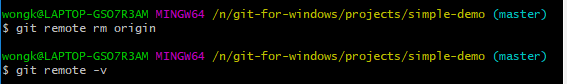 wongk@LAPTOP-GSO7R3AM MINGW64 /n/git-for-windows/projects/simple-demo (master)
$ git remote rm origin
wongk@LAPTOP-GSO7R3AM MINGW64 /n/git-for-windows/projects/simple-demo (master)
$ git remote -v